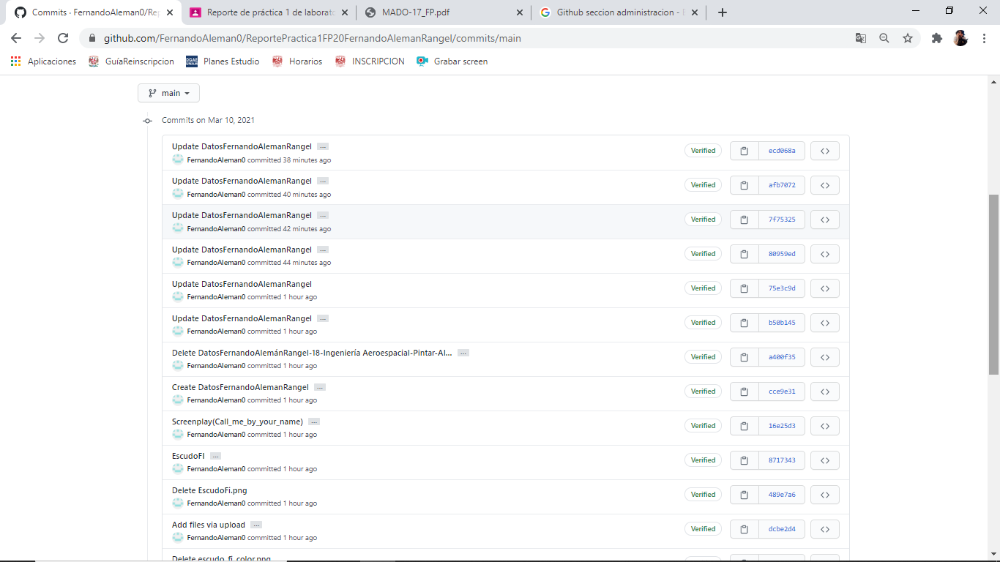 Commits · FernandoAleman0/Rep
Reporte de práctica 1 de laborato
MADO-17_FP.pdf
Github seccion administracion - B
github.com/FernandoAleman0/ReportePractica1FP20FernandoAlemanRangel/commits/main
Aplicaciones
GuíaReinscripcion
Planes Estudio
Horarios
INSCRIPCION
Grabar screen
main
Commits on Mar 10, 2021
Update DatosFernandoAlemanRangel ...
Verified ecd068a
FernandoAleman0 committed 38 minutes ago
Update DatosFernandoAlemanRangel ...
Verified afb7072
FernandoAleman0 committed 40 minutes ago
Update DatosFernandoAlemanRangel ...
Verified 7f75325
FernandoAleman0 committed 42 minutes ago
Update DatosFernandoAlemanRangel ...
Verified 80959ed
FernandoAleman0 committed 44 minutes ago
Update DatosFernandoAlemanRangel
Verified 75e3c9d
FernandoAleman0 committed 1 hour ago
Update DatosFernandoAlemanRangel ...
Verified b50b145
FernandoAleman0 committed 1 hour ago
Delete DatosFernandoAlemánRangel-18-Ingeniería Aeroespacial-Pintar-Al... ...
Verified a400f35
FernandoAleman0 committed 1 hour ago
Create DatosFernandoAlemanRangel ...
Verified cce9e31
FernandoAleman0 committed 1 hour ago
Screenplay(Call_me_by_your_name) ...
Verified 16e25d3
FernandoAleman0 committed 1 hour ago
EscudoFI ...
Verified 8717343
FernandoAleman0 committed 1 hour ago
Delete EscudoFi.png
Verified 489e7a6
FernandoAleman0 committed 1 hour ago
Add files via upload ...
Verified dcbe2d4
FernandoAleman0 committed 1 hour ago
Delete escudo_fi_color.png